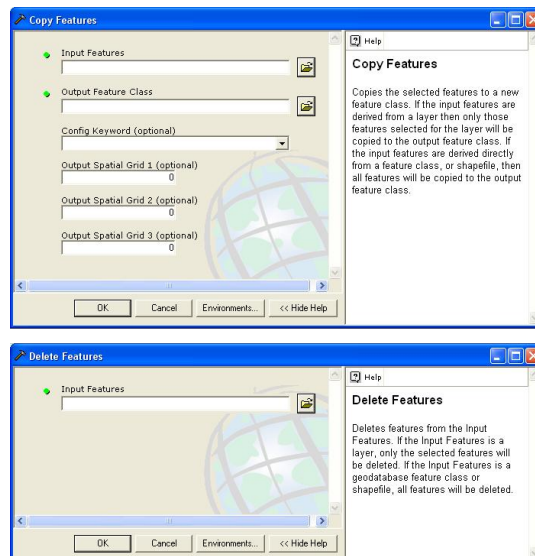 Copy Features
Input Features
Output Feature Class
Config Keyword (optional)
Output Spatial Grid 1 (optional)
0
Output Spatial Grid 2 (optional)
0
Output Spatial Grid 3 (optional)
0
OK Cancel Environments... << Hide Help
Help
Copy Features
Copies the selected features to a new
feature class. If the input features are
derived from a layer then only those
features selected for the layer will be
copied to the output feature class. If
the input features are derived directly
from a feature class, or shapefile, then
all features will be copied to the output
feature class.
Delete Features
Input Features
OK Cancel Environments... << Hide Help
Help
Delete Features
Deletes features from the Input
Features. If the Input Features is a
layer, only the selected features will
be deleted. If the Input Features is a
geodatabase feature class or
shapefile, all features will be deleted.